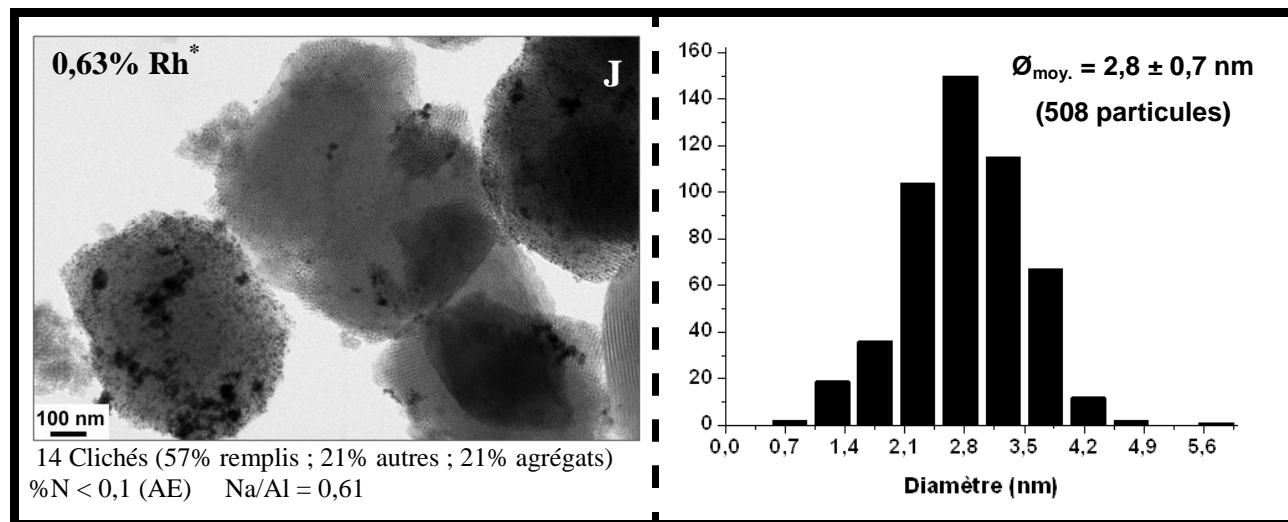 0,63% Rh*
J
100 nm
14 Clichés (57% remplis ; 21% autres ; 21% agrégats)
%N < 0,1 (AE) Na/Al = 0,61
Ømoy. = 2,8 ± 0,7 nm
(508 particules)
160
140
120
100
80
60
40
20
0
0,0 0,7 1,4 2,1 2,8 3,5 4,2 4,9 5,6
Diamètre (nm)